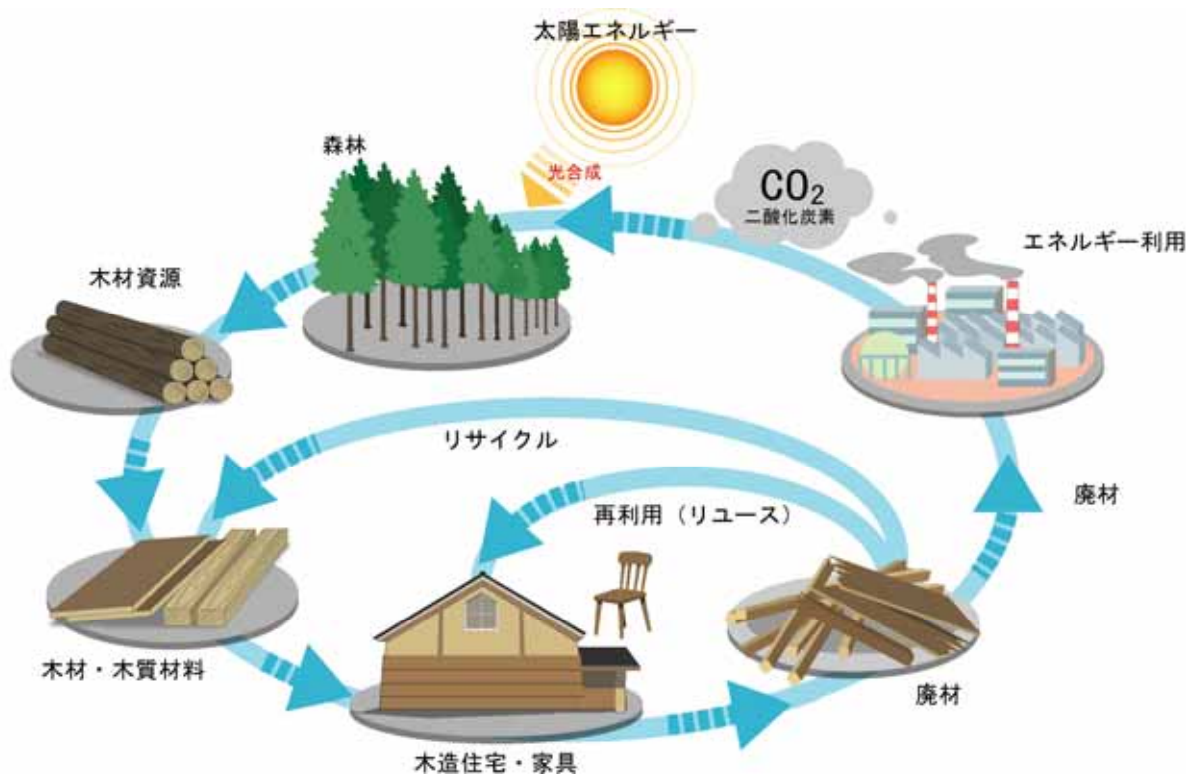 太陽エネルギー
森林
光合成
CO₂
二酸化炭素
エネルギー利用
木材資源
リサイクル
廃材
再利用（リユース）
木材・木質材料
廃材
木造住宅・家具